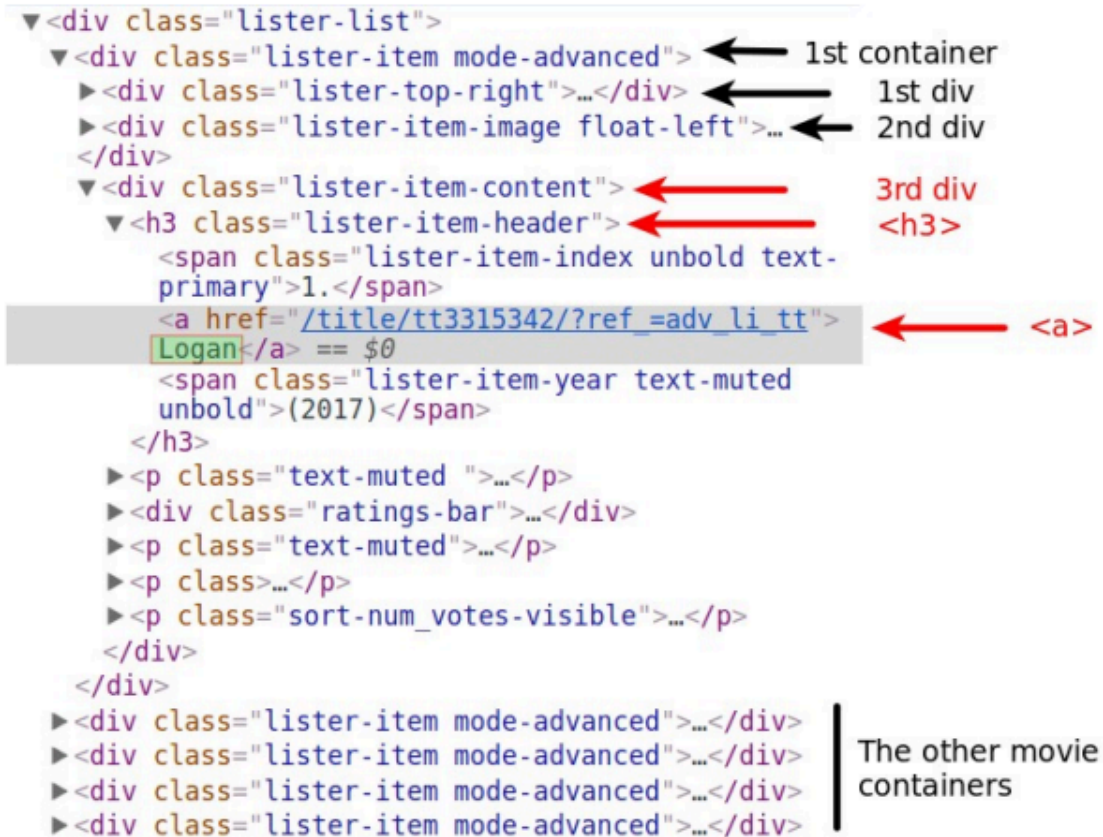 ▼<div class="lister-list">
▼<div class="lister-item mode-advanced"> 1st container
▶<div class="lister-top-right">…</div> 1st div
▶<div class="lister-item-image float-left">… 2nd div
</div>
▼<div class="lister-item-content"> 3rd div
▼<h3 class="lister-item-header"> <h3>
<span class="lister-item-index unbold text-
primary">1.</span>
<a href="/title/tt3315342/?ref_=adv_li_tt"> <a>
Logan</a> == $0
<span class="lister-item-year text-muted
unbold">(2017)</span>
</h3>
▶<p class="text-muted ">…</p>
▶<div class="ratings-bar">…</div>
▶<p class="text-muted">…</p>
▶<p class>…</p>
▶<p class="sort-num_votes-visible">…</p>
</div>
</div>
▶<div class="lister-item mode-advanced">…</div>
▶<div class="lister-item mode-advanced">…</div>
▶<div class="lister-item mode-advanced">…</div>
▶<div class="lister-item mode-advanced">…</div>
The other movie
containers